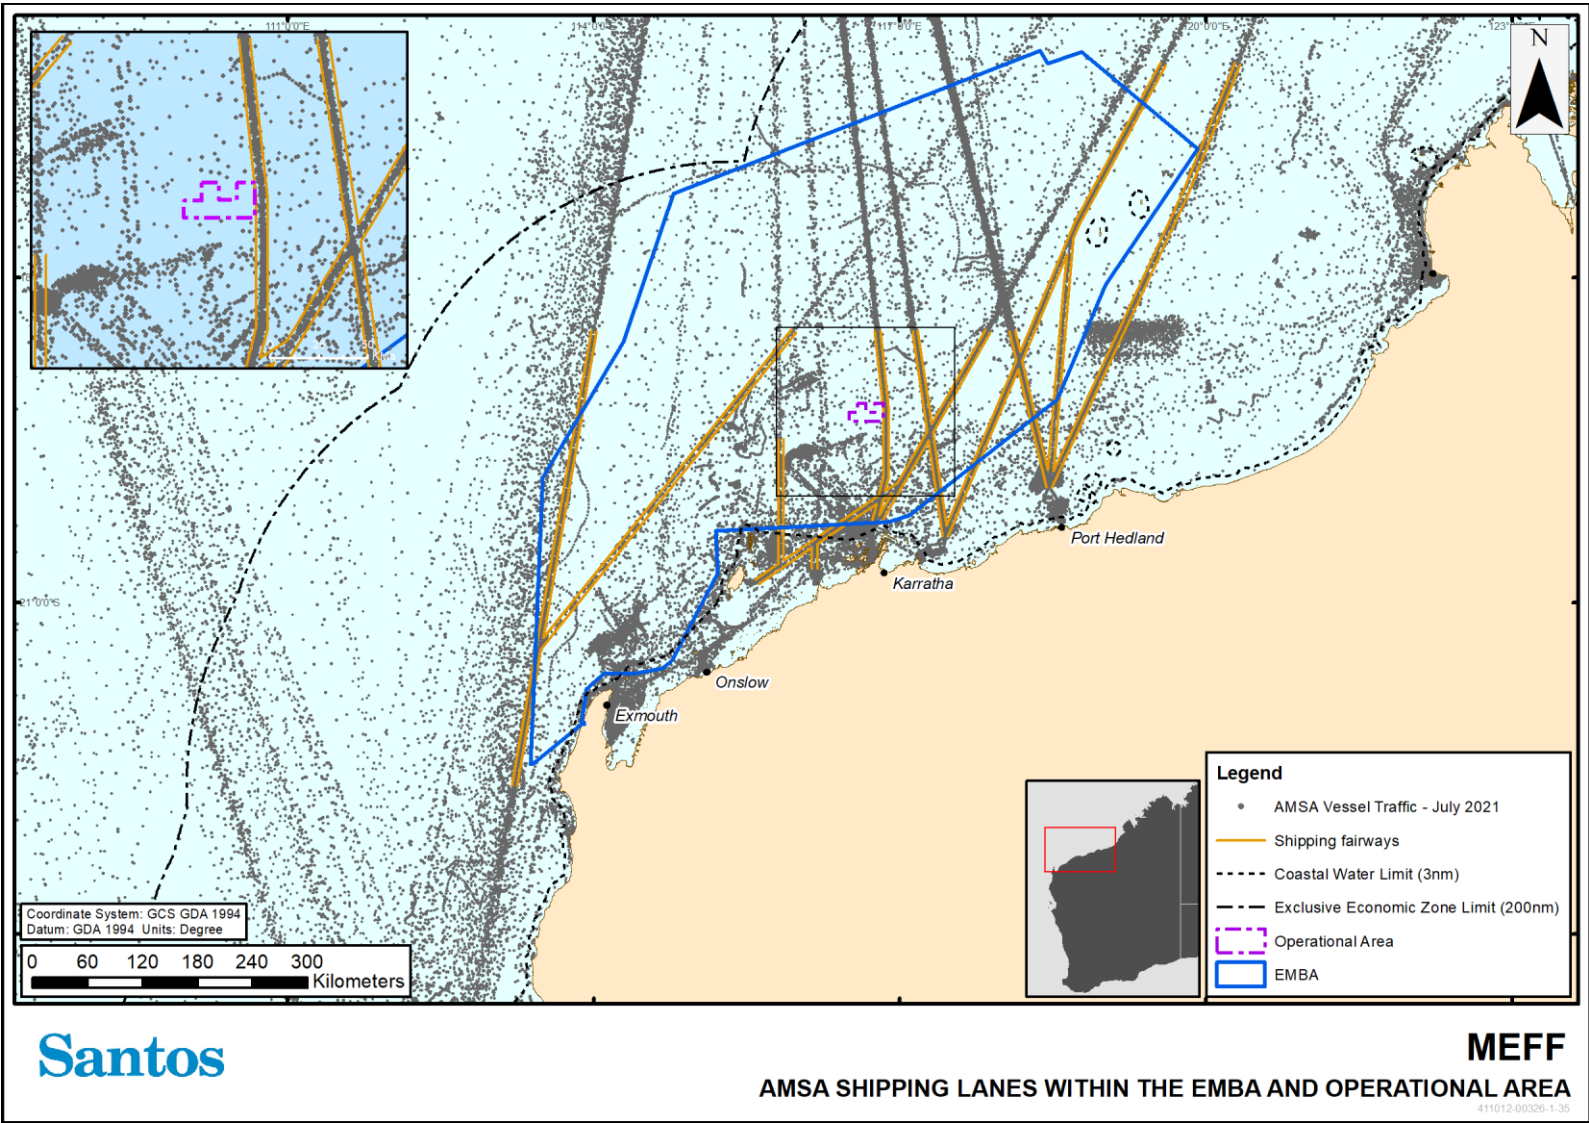 111°0'0"E
114°0'0"E
117°0'0"E
120°0'0"E
N
21°0'0"S
Port Hedland
Karratha
Onslow
Exmouth
Legend
AMSA Vessel Traffic - July 2021
Shipping fairways
Coastal Water Limit (3nm)
Exclusive Economic Zone Limit (200nm)
Operational Area
EMBA
Coordinate System: GCS GDA 1994
Datum: GDA 1994 Units: Degree
0 60 120 180 240 300
Kilometers
Santos
MEFF
AMSA SHIPPING LANES WITHIN THE EMBA AND OPERATIONAL AREA
411012-00326-1-35